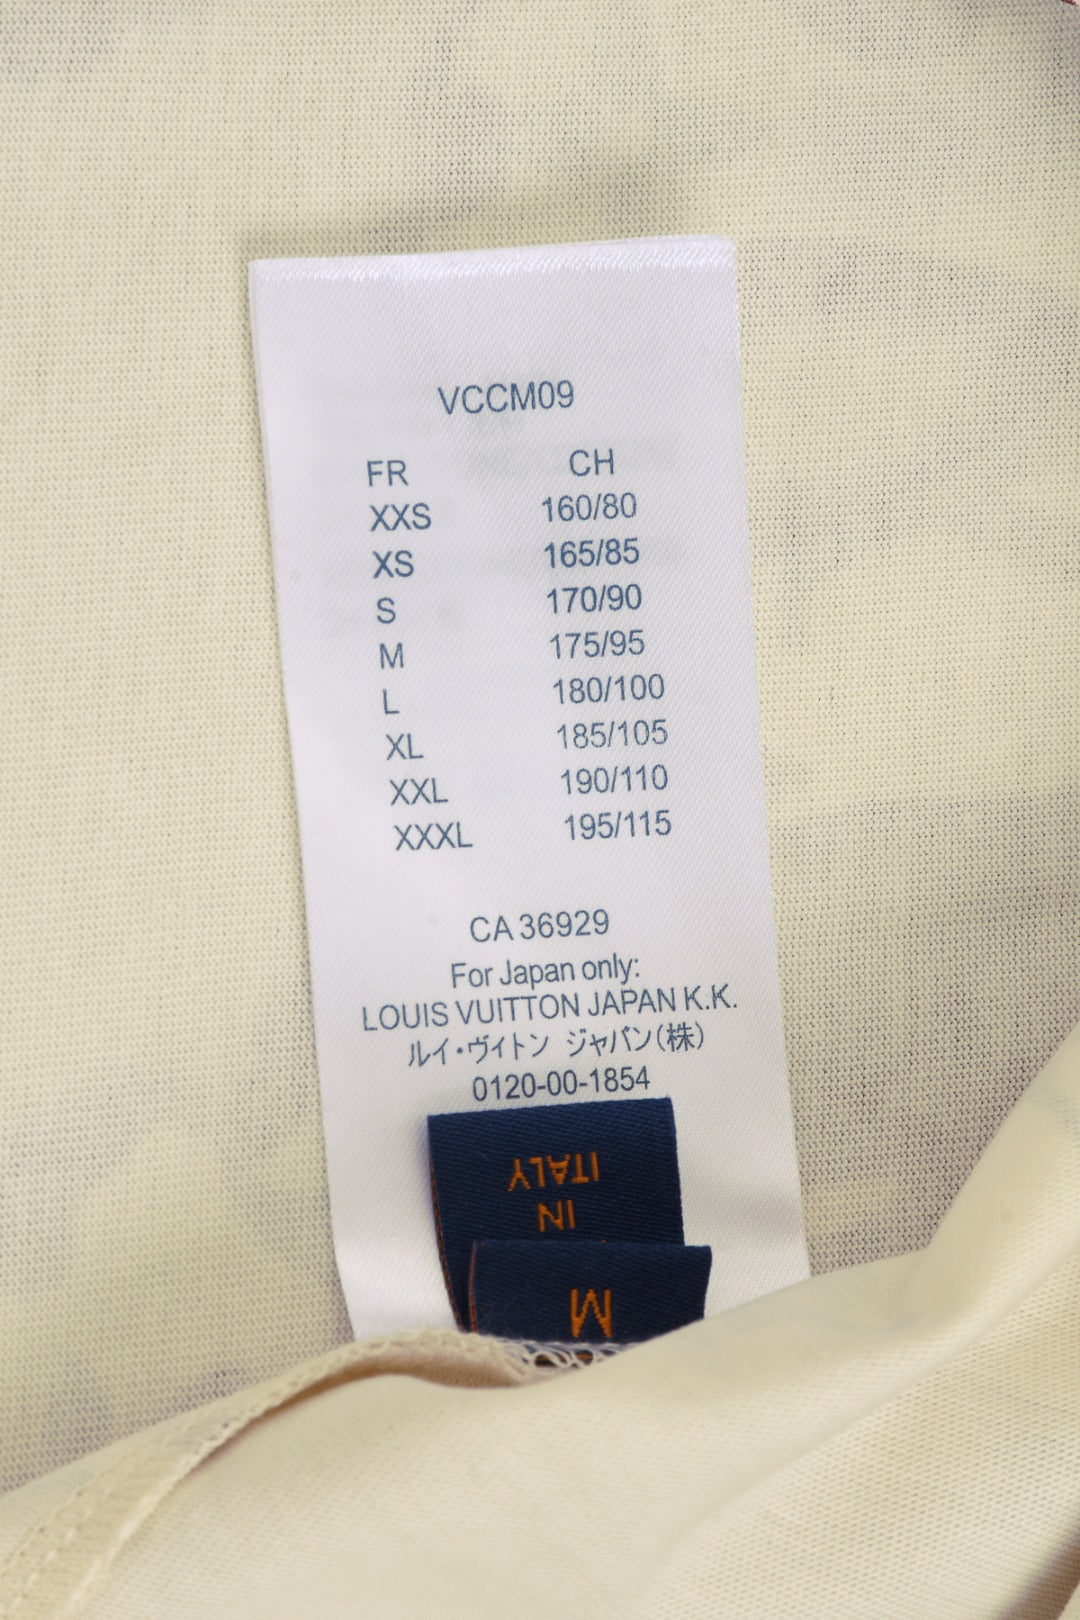 VCCM09
FR CH
XXS 160/80
XS 165/85
S 170/90
M 175/95
L 180/100
XL 185/105
XXL 190/110
XXXL 195/115
CA 36929
For Japan only:
LOUIS VUITTON JAPAN K.K.
ルイ・ヴィトン ジャパン(株)
0120-00-1854
M
IN
ITALY